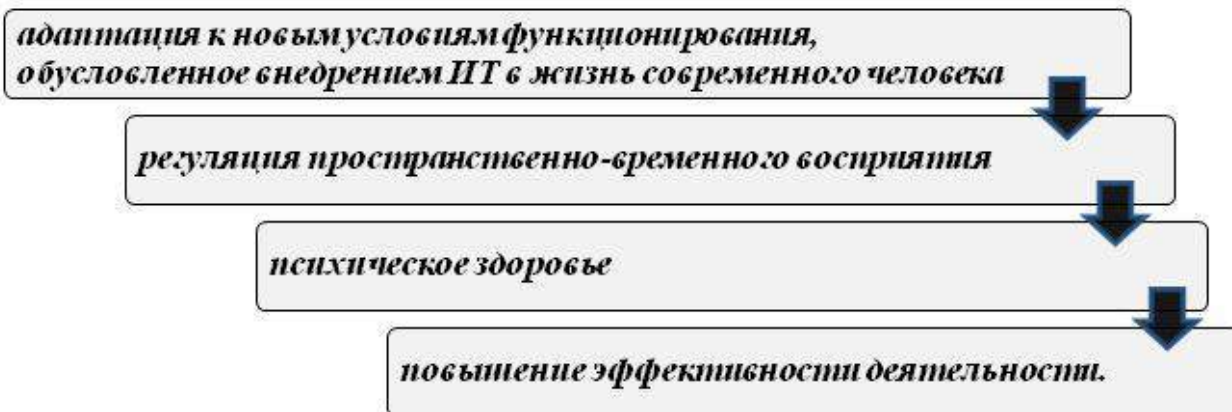 адаптация к новым условиям функционирования,
обусловленное внедрением ИТ в жизнь современного человека
регуляция пространственно-временного восприятия
психическое здоровье
повышение эффективности деятельности.